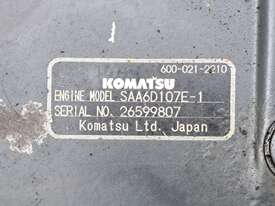 600-021-2210
KOMATSU
ENGINE MODEL SAA6D107E-1
SERIAL NO. 26599807
Komatsu Ltd. Japan